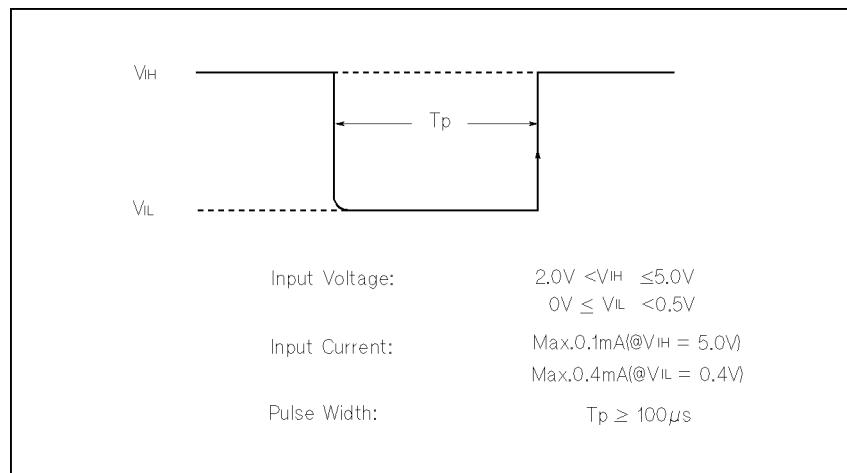 VIH
Tp
VIL
Input Voltage: 2.0V <VIH ≤5.0V
0V ≤ VIL <0.5V
Input Current: Max.0.1mA(@VIH = 5.0V)
Max.0.4mA(@VIL = 0.4V)
Pulse Width: Tp ≥ 100μs